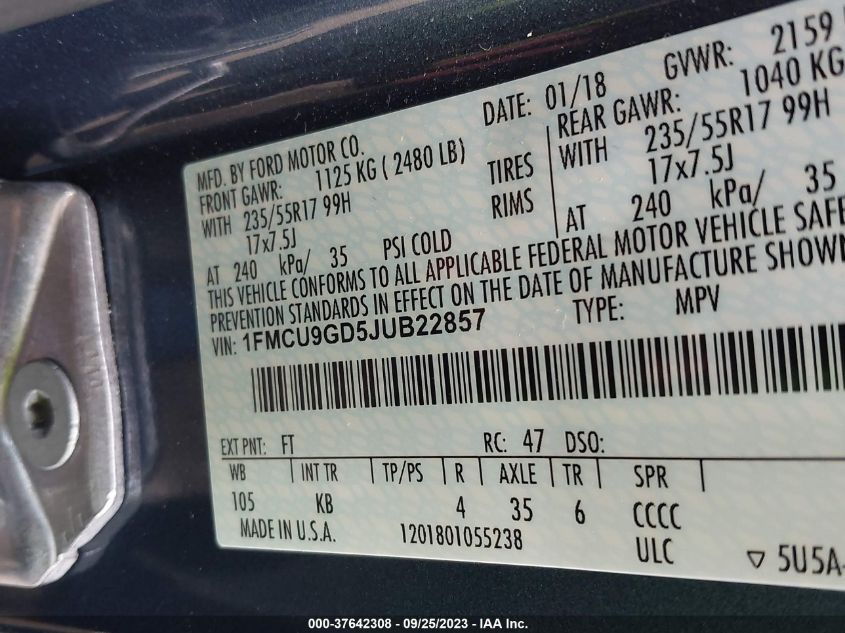 MFD. BY FORD MOTOR CO. DATE: 01/18 GVWR: 2159
FRONT GAWR: 1125 KG ( 2480 LB) REAR GAWR: 1040 KG
WITH 235/55R17 99H TIRES WITH 235/55R17 99H
17x7.5J RIMS 17x7.5J
AT 240 kPa/ 35 PSI COLD AT 240 kPa/ 35
THIS VEHICLE CONFORMS TO ALL APPLICABLE FEDERAL MOTOR VEHICLE
PREVENTION STANDARDS IN EFFECT ON THE DATE OF MANUFACTURE SHOWN
VIN: 1FMCU9GD5JUB22857 TYPE: MPV
EXT PNT: FT RC: 47 DSO:
WB INT TR TP/PS R AXLE TR SPR
105 KB 4 35 6 CCCC
MADE IN U.S.A. 1201801055238 ULC ▽ 5U5A-
000-37642308 - 09/25/2023 - IAA Inc.